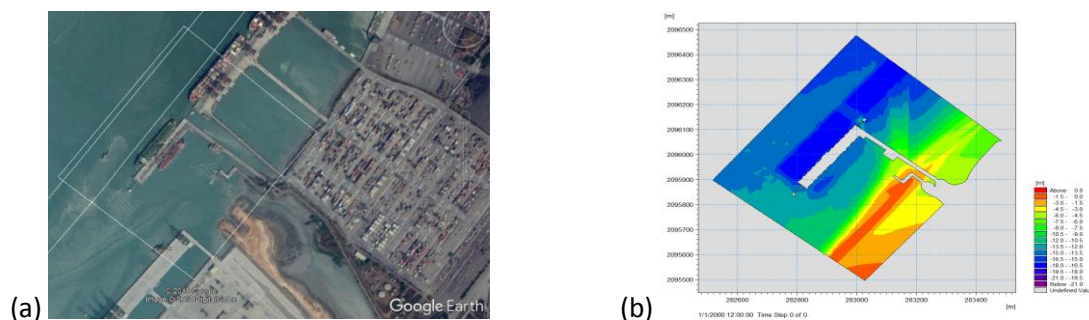 (a)
Google Earth
(b)
[m]
2096500
2096400
2096300
2096200
2096100
2096000
2095900
2095800
2095700
2095600
2095500
282600 282800 283000 283200 283400
[m]
1/1/2000 12:00:00 Time Step 0 of 0
[m]
Above 0.0
-1.5 - 0.0
-3.0 - -1.5
-4.5 - -3.0
-6.0 - -4.5
-7.5 - -6.0
-9.0 - -7.5
-10.5 - -9.0
-12.0 - -10.5
-13.5 - -12.0
-15.0 - -13.5
-16.5 - -15.0
-18.0 - -16.5
-19.5 - -18.0
-21.0 - -19.5
Below -21.0
Undefined Valu